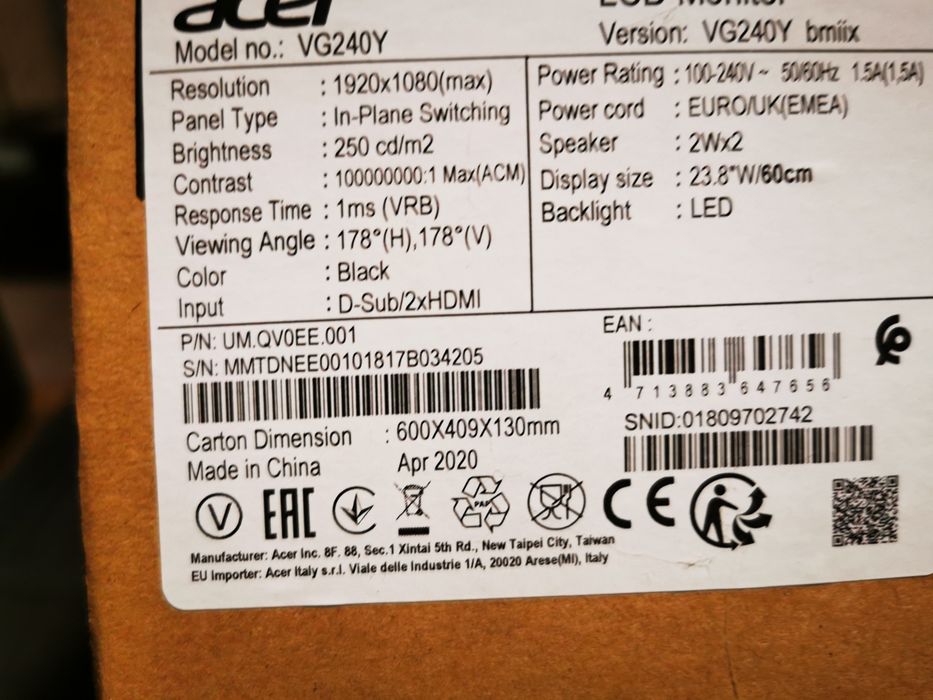 acer
LCD Monitor
Model no.: VG240Y
Version: VG240Y bmiix
Resolution : 1920x1080(max)
Panel Type : In-Plane Switching
Brightness : 250 cd/m2
Contrast : 100000000:1 Max(ACM)
Response Time : 1ms (VRB)
Viewing Angle : 178°(H),178°(V)
Color : Black
Input : D-Sub/2xHDMI
Power Rating : 100-240V~ 50/60Hz 1.5A(1,5A)
Power cord : EURO/UK(EMEA)
Speaker : 2Wx2
Display size : 23.8"W/60cm
Backlight : LED
P/N: UM.QV0EE.001
S/N: MMTDNEE00101817B034205
EAN :
4 713883 647656
SNID:01809702742
Carton Dimension : 600X409X130mm
Made in China Apr 2020
V EAC PAP CE
Manufacturer: Acer Inc. 8F. 88, Sec.1 Xintai 5th Rd., New Taipei City, Taiwan
EU Importer: Acer Italy s.r.l. Viale delle Industrie 1/A, 20020 Arese(MI), Italy